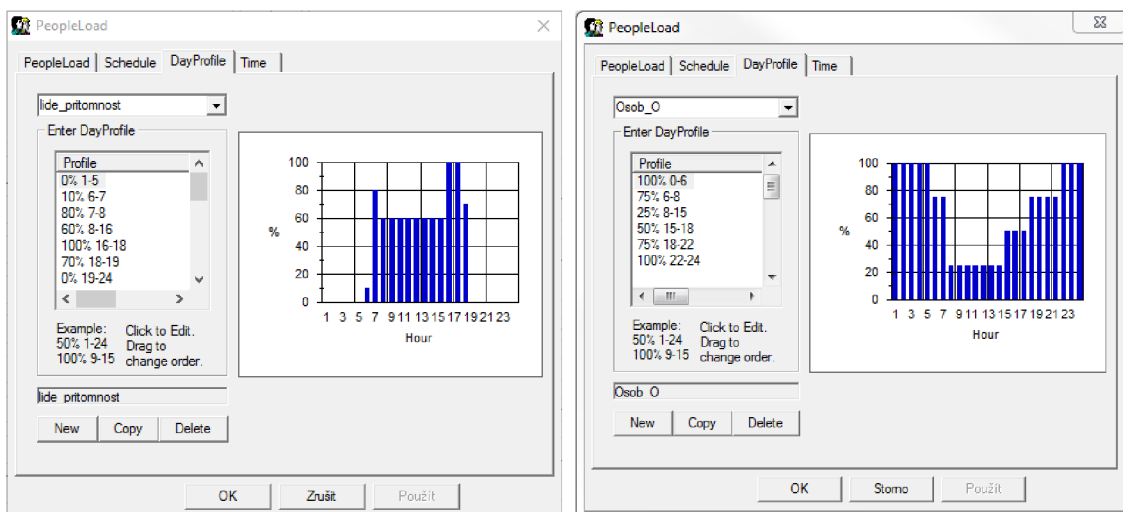 PeopleLoad
PeopleLoad Schedule DayProfile Time
lide_pritomnost
Enter DayProfile
Profile
0% 1-5
10% 6-7
80% 7-8
60% 8-16
100% 16-18
70% 18-19
0% 19-24
Example:
50% 1-24
100% 9-15
Click to Edit.
Drag to
change order.
100
80
60
40
20
0
%
1 3 5 7 9 11 13 15 17 19 21 23
Hour
lide_pritomnost
New Copy Delete
OK Zrušit Použít
PeopleLoad
PeopleLoad Schedule DayProfile Time
Osob_O
Enter DayProfile
Profile
100% 0-6
75% 6-8
25% 8-15
50% 15-18
75% 18-22
100% 22-24
Example:
50% 1-24
100% 9-15
Click to Edit.
Drag to
change order.
100
80
60
40
20
0
%
1 3 5 7 9 11 13 15 17 19 21 23
Hour
Osob_O
New Copy Delete
OK Storno Použít